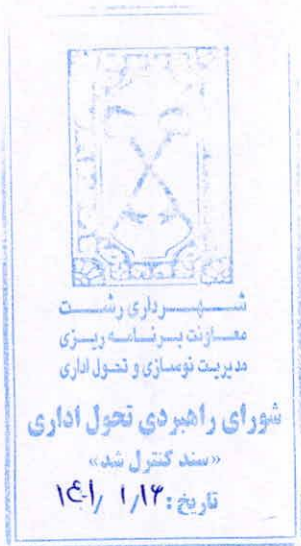 شهرداری رشت
معاونت برنامه ریزی
مدیریت نوسازی و تحول اداری
شورای راهبردی تحول اداری
«سند کنترل شد»
تاریخ: ۱۴۰۱/۱/۱۴